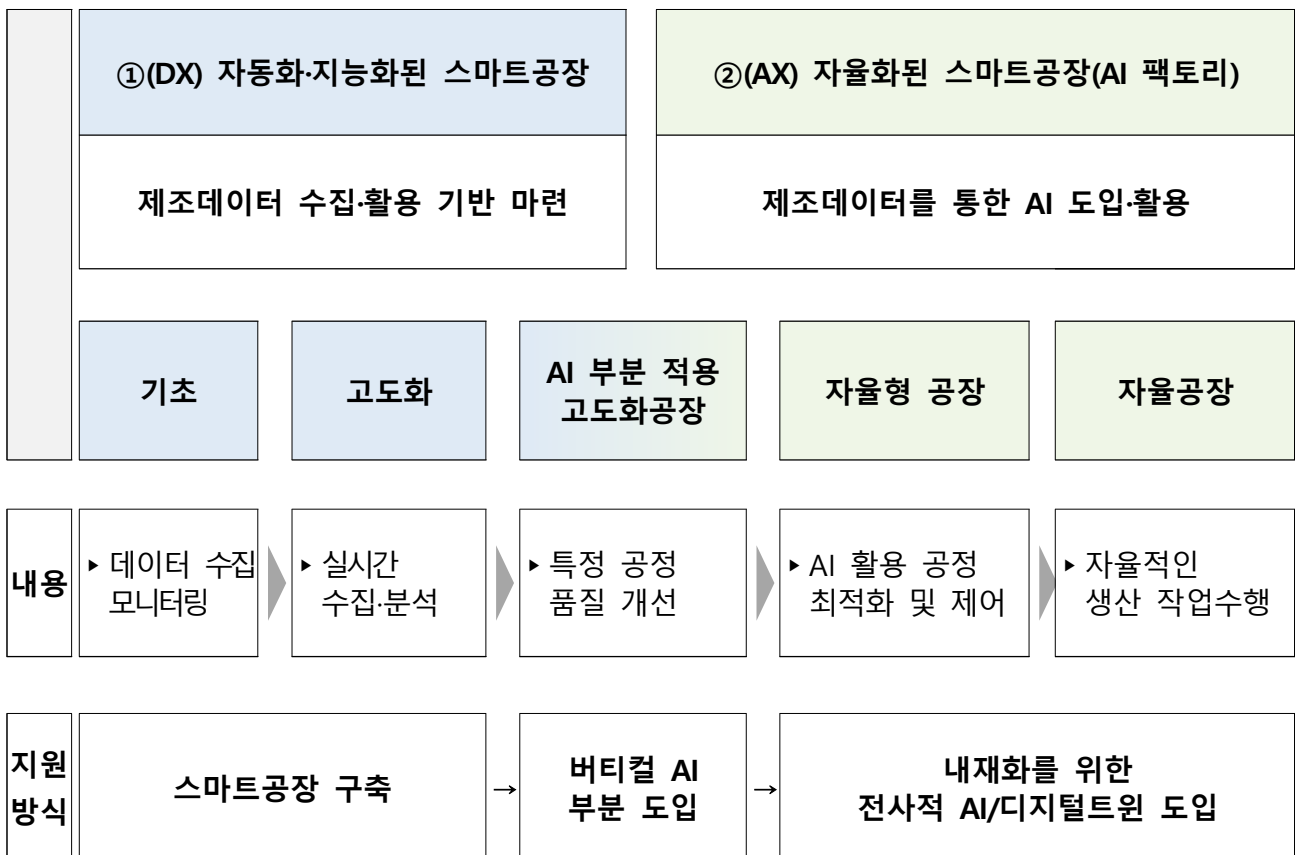 ①(DX) 자동화·지능화된 스마트공장
②(AX) 자율화된 스마트공장(AI 팩토리)
제조데이터 수집·활용 기반 마련
제조데이터를 통한 AI 도입·활용
기초
고도화
AI 부분 적용
고도화공장
자율형 공장
자율공장
내용
▸ 데이터 수집
모니터링
▸ 실시간
수집·분석
▸ 특정 공정
품질 개선
▸ AI 활용 공정
최적화 및 제어
▸ 자율적인
생산 작업수행
지원
방식
스마트공장 구축
→
버티컬 AI
부분 도입
→
내재화를 위한
전사적 AI/디지털트윈 도입